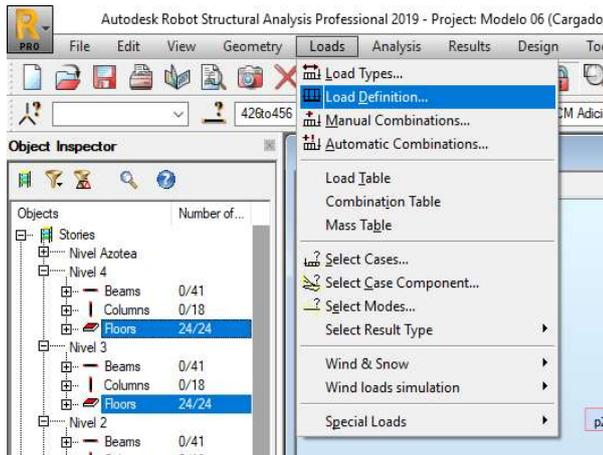 Autodesk Robot Structural Analysis Professional 2019 - Project: Modelo 06 (Cargado
PRO File Edit View Geometry Loads Analysis Results Design
426to456
CM Adici
Object Inspector
Objects Number of...
Stories
Nivel Azotea
Nivel 4
Beams 0/41
Columns 0/18
Floors 24/24
Nivel 3
Beams 0/41
Columns 0/18
Floors 24/24
Nivel 2
Beams 0/41
Load Types...
Load Definition...
Manual Combinations...
Automatic Combinations...
Load Table
Combination Table
Mass Table
Select Cases...
Select Case Component...
Select Modes...
Select Result Type
Wind & Snow
Wind loads simulation
Special Loads